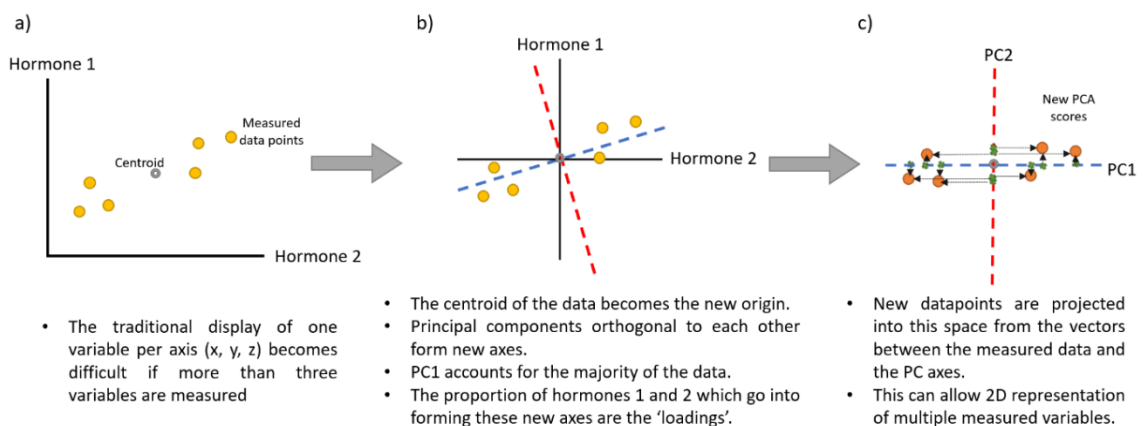 a)
Hormone 1
Measured
data points
Centroid
Hormone 2
• The traditional display of one
variable per axis (x, y, z) becomes
difficult if more than three
variables are measured
b)
Hormone 1
Hormone 2
• The centroid of the data becomes the new origin.
• Principal components orthogonal to each other
form new axes.
• PC1 accounts for the majority of the data.
• The proportion of hormones 1 and 2 which go into
forming these new axes are the ‘loadings’.
c)
PC2
New PCA
scores
PC1
• New datapoints are projected
into this space from the vectors
between the measured data and
the PC axes.
• This can allow 2D representation
of multiple measured variables.